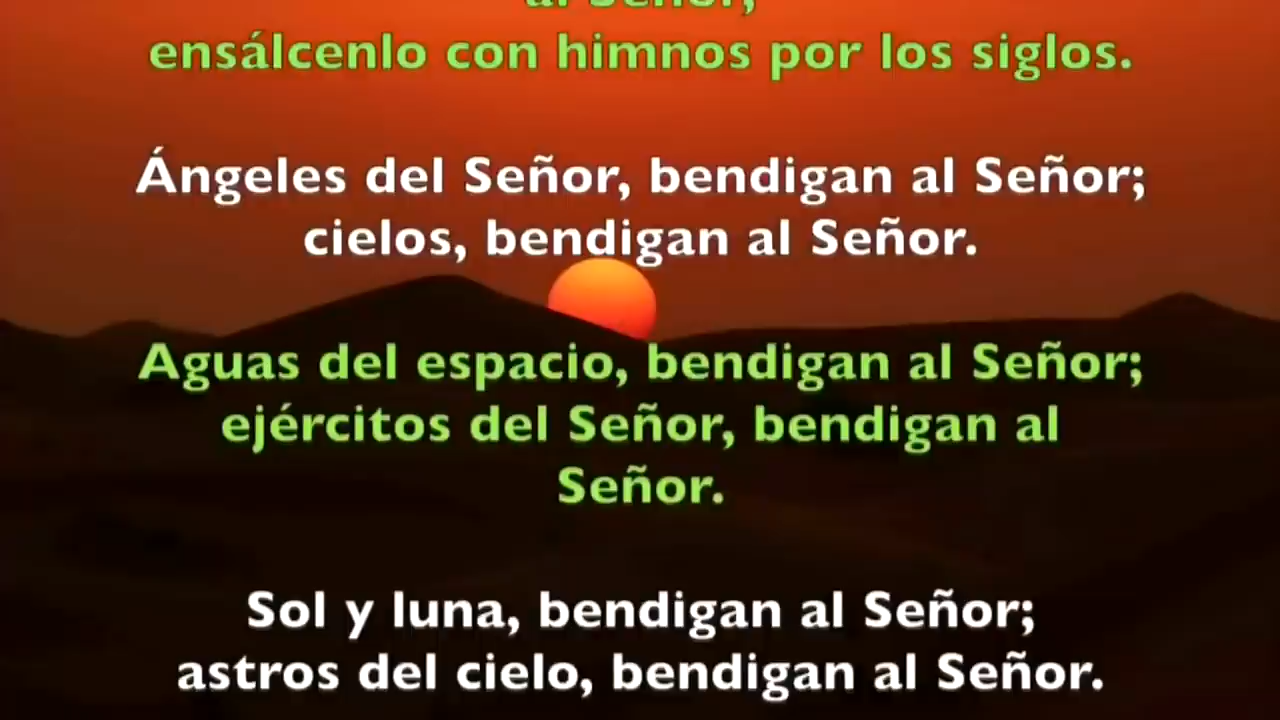 al Señor,
ensálcenlo con himnos por los siglos.
Ángeles del Señor, bendigan al Señor;
cielos, bendigan al Señor.
Aguas del espacio, bendigan al Señor;
ejércitos del Señor, bendigan al
Señor.
Sol y luna, bendigan al Señor;
astros del cielo, bendigan al Señor.